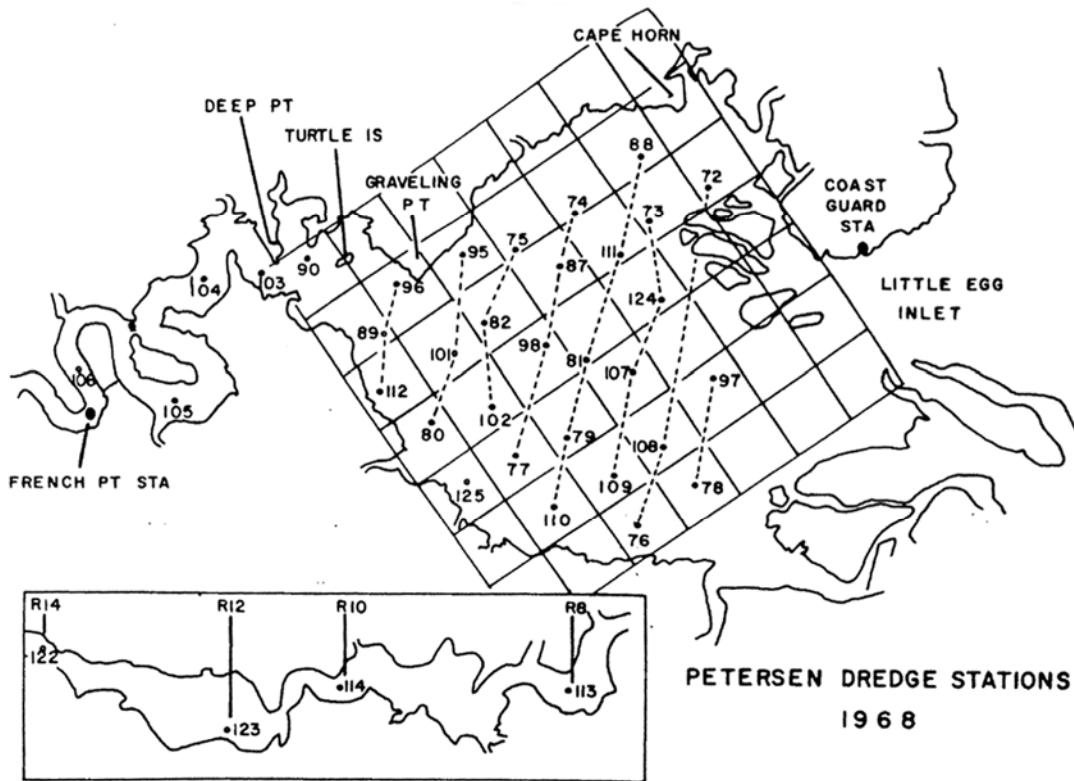 CAPE HORN
DEEP PT
TURTLE IS
GRAVELING
PT
COAST
GUARD
STA
LITTLE EGG
INLET
FRENCH PT STA
88
72
74
73
75
95
90
103
104
96
87
111
124
82
89
101
98
81
107
97
106
105
112
80
102
79
77
108
125
109
78
110
76
R14
R12
R10
R8
122
114
113
123
PETERSEN DREDGE STATIONS
1968